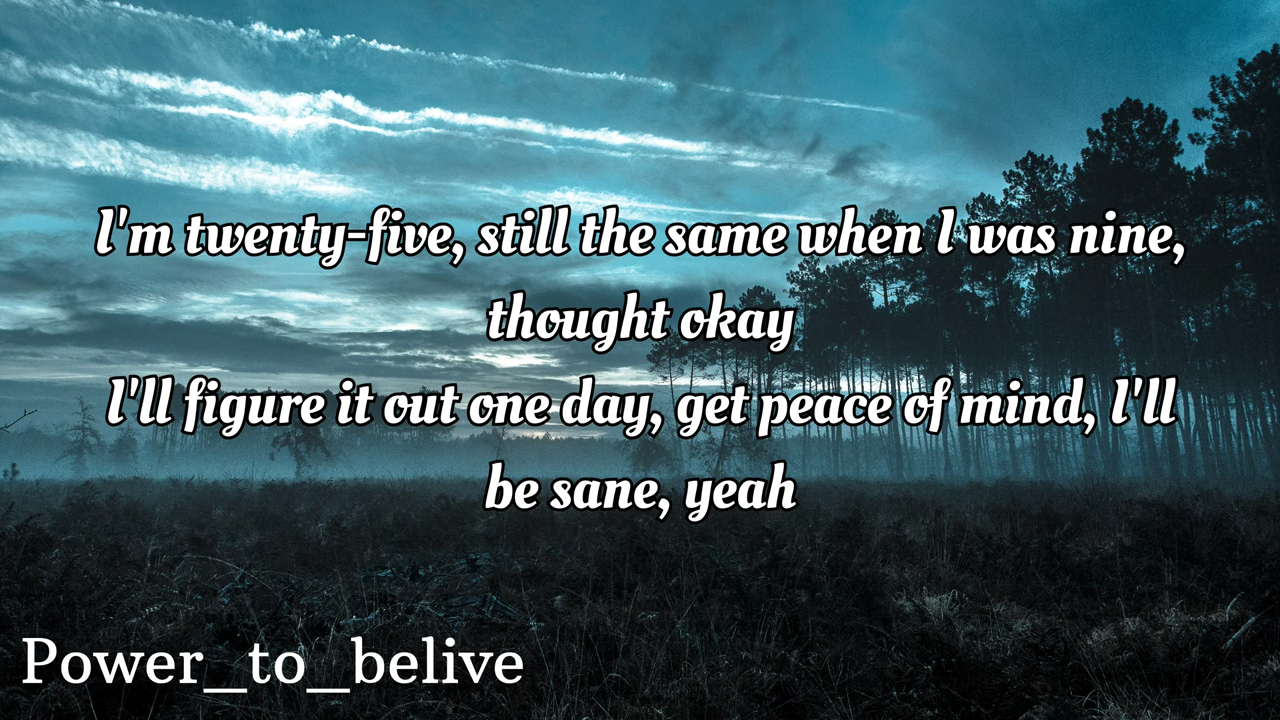 I'm twenty-five, still the same when I was nine,
thought okay
I'll figure it out one day, get peace of mind, I'll
be sane, yeah
Power_to_belive